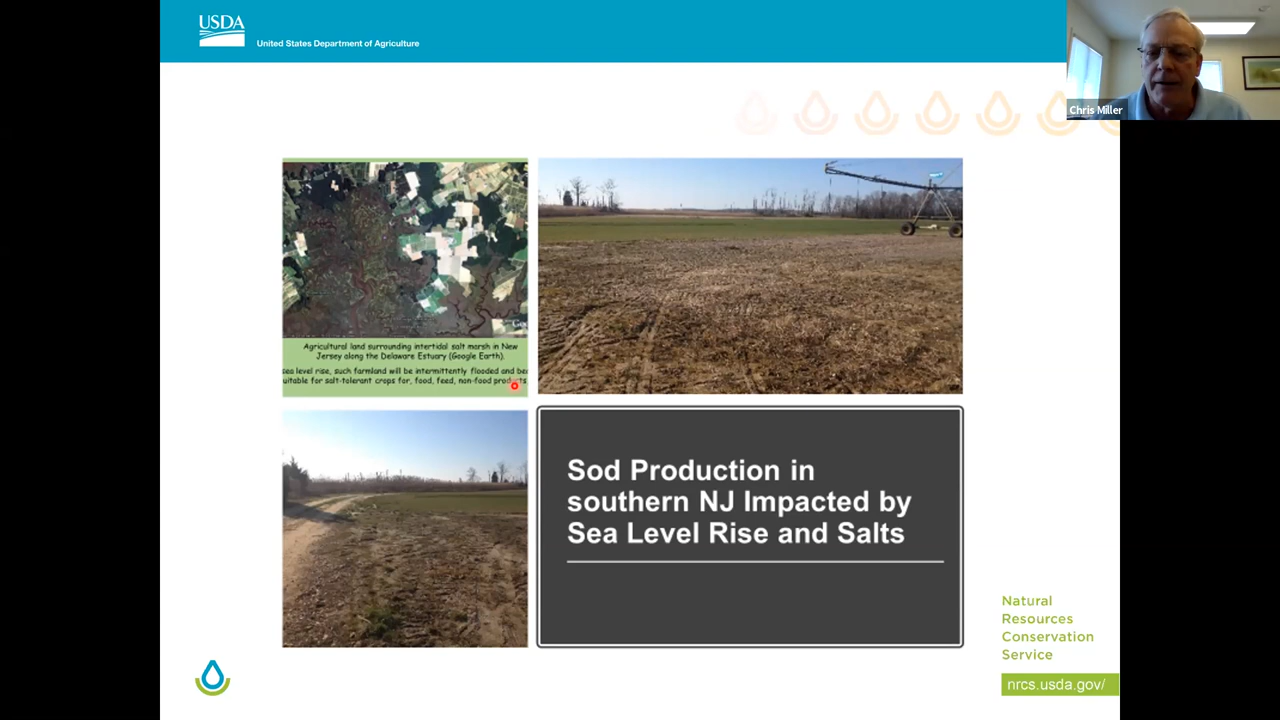 USDA
United States Department of Agriculture
Chris Miller
Agricultural land surrounding intertidal salt marsh in New
Jersey along the Delaware Estuary (Google Earth).
sea level rise, such farmland will be intermittently flooded and
for salt-tolerant crops for, food, feed, non-food products
Sod Production in
southern NJ Impacted by
Sea Level Rise and Salts
Natural
Resources
Conservation
Service
nrcs.usda.gov/